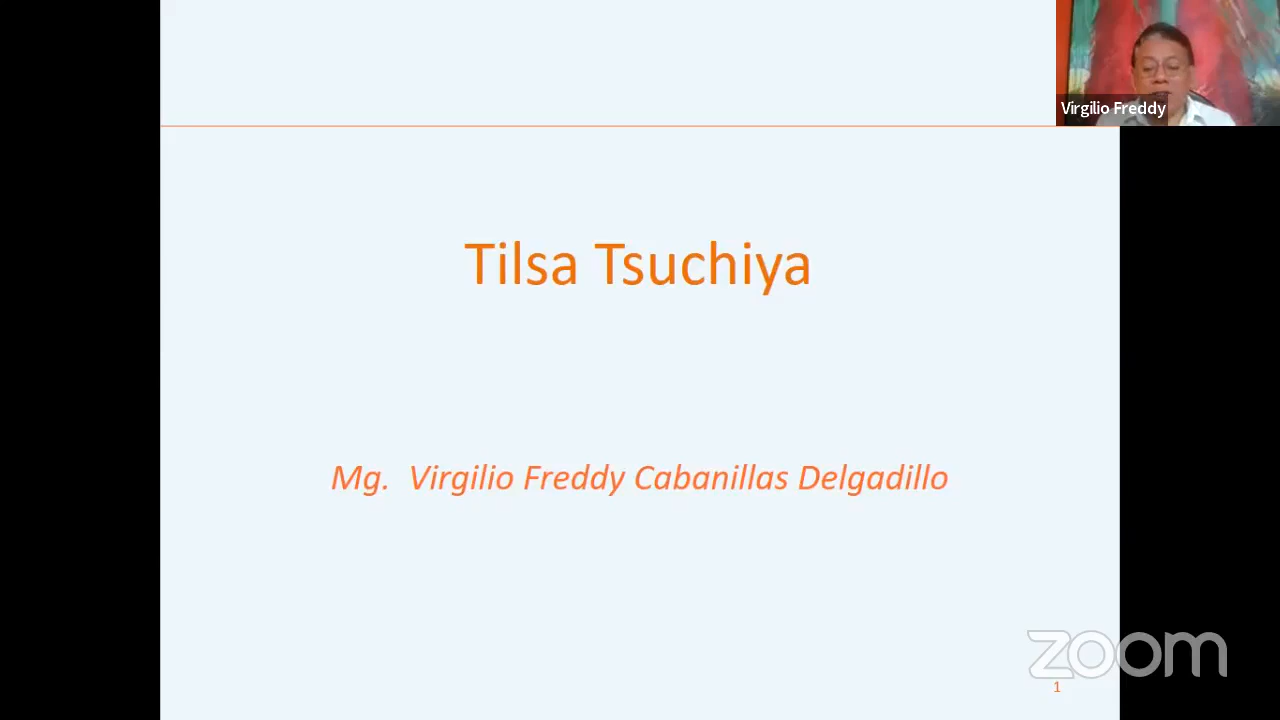 Virgilio Freddy
Tilsa Tsuchiya
Mg. Virgilio Freddy Cabanillas Delgadillo
zoom
1